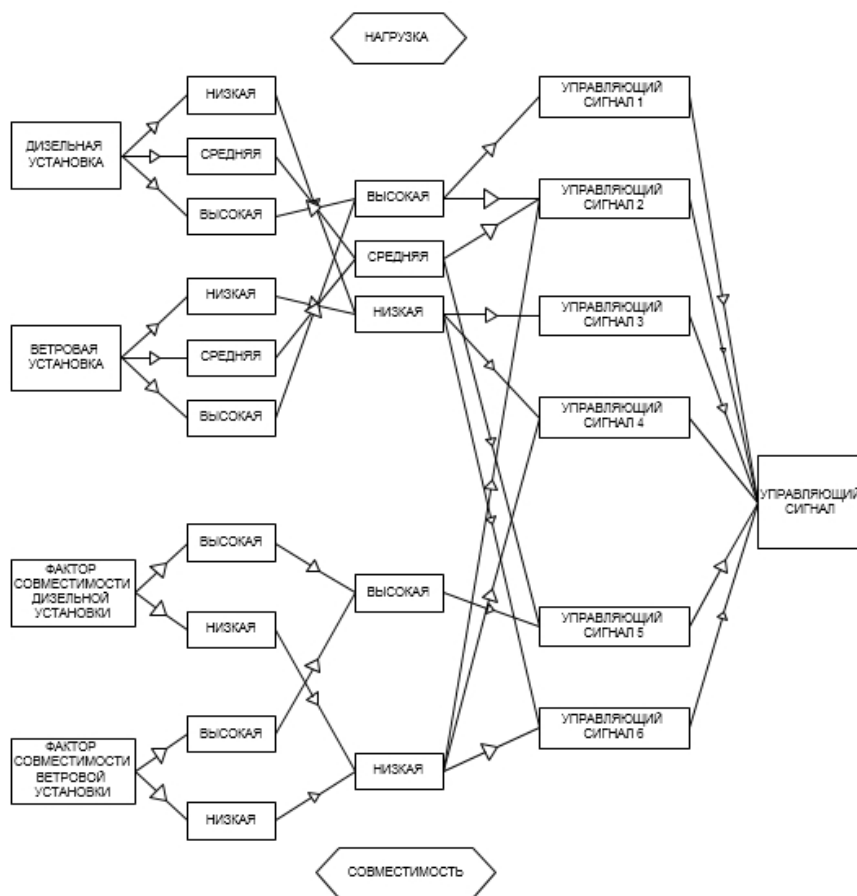 НАГРУЗКА
ДИЗЕЛЬНАЯ
УСТАНОВКА
НИЗКАЯ
СРЕДНЯЯ
ВЫСОКАЯ
ВЕТРОВАЯ
УСТАНОВКА
НИЗКАЯ
СРЕДНЯЯ
ВЫСОКАЯ
ВЫСОКАЯ
СРЕДНЯЯ
НИЗКАЯ
ФАКТОР
СОВМЕСТИМОСТИ
ДИЗЕЛЬНОЙ
УСТАНОВКИ
ВЫСОКАЯ
НИЗКАЯ
ФАКТОР
СОВМЕСТИМОСТИ
ВЕТРОВОЙ
УСТАНОВКИ
ВЫСОКАЯ
НИЗКАЯ
ВЫСОКАЯ
НИЗКАЯ
УПРАВЛЯЮЩИЙ
СИГНАЛ 1
УПРАВЛЯЮЩИЙ
СИГНАЛ 2
УПРАВЛЯЮЩИЙ
СИГНАЛ 3
УПРАВЛЯЮЩИЙ
СИГНАЛ 4
УПРАВЛЯЮЩИЙ
СИГНАЛ 5
УПРАВЛЯЮЩИЙ
СИГНАЛ 6
УПРАВЛЯЮЩИЙ
СИГНАЛ
СОВМЕСТИМОСТЬ